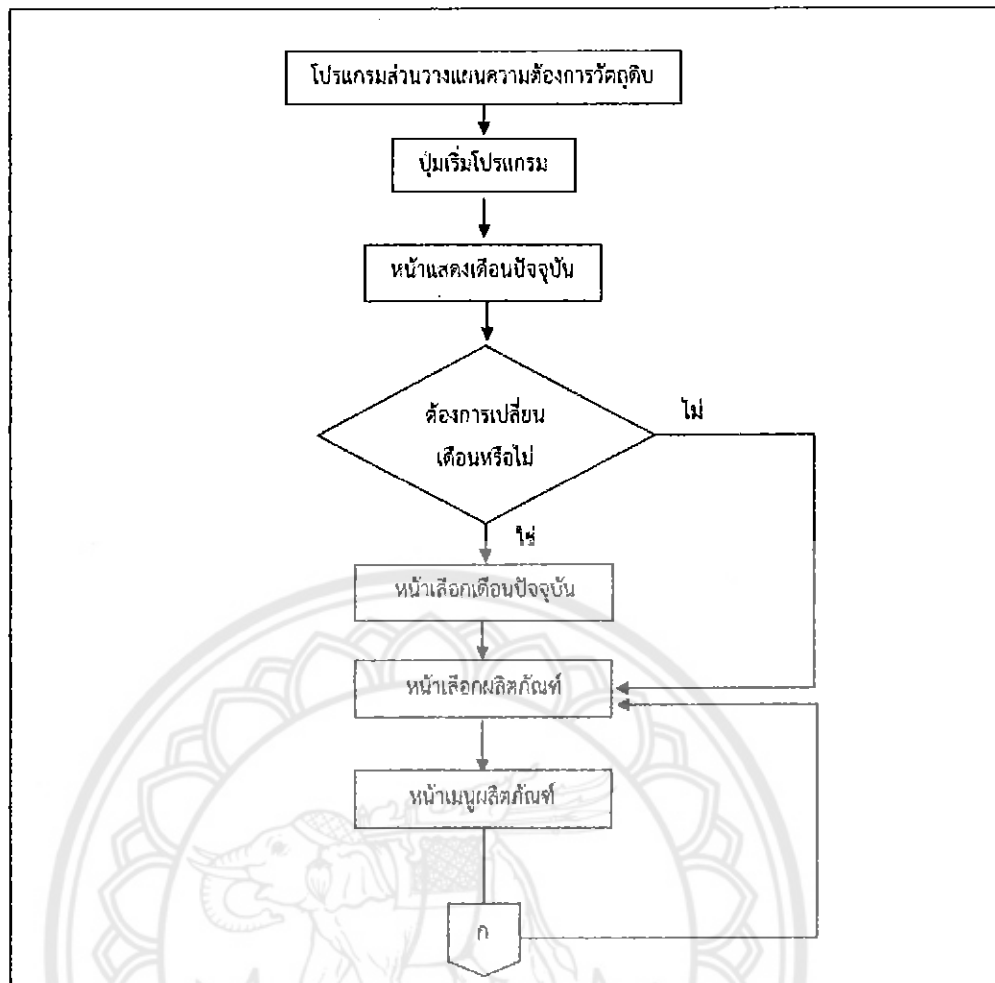 โปรแกรมส่วนวางแผนความต้องการวัตถุดิบ
ปุ่มเริ่มโปรแกรม
หน้าแสดงเดือนปัจจุบัน
ต้องการเปลี่ยน
เดือนหรือไม่
ไม่
ใช่
หน้าเลือกเดือนปัจจุบัน
หน้าเลือกผลิตภัณฑ์
หน้าเมนูผลิตภัณฑ์
ก